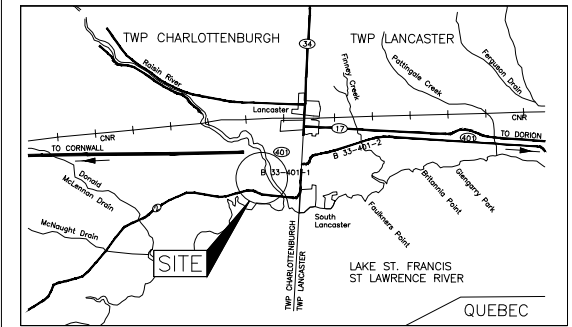 TWP CHARLOTTENBURGH
34
TWP LANCASTER
Raisin River
Finney Creek
Pattingale Creek
Ferguson Drain
Lancaster
CNR
CNR
17
401
TO DORION
TO CORNWALL
401
B 33-401-1
B 33-401-2
Donald
McLennan Drain
McNaught Drain
South
Lancaster
Faulkners Point
Britannia Point
Glengarry Park
SITE
TWP CHARLOTTENBURGH
TWP LANCASTER
LAKE ST. FRANCIS
ST LAWRENCE RIVER
QUEBEC